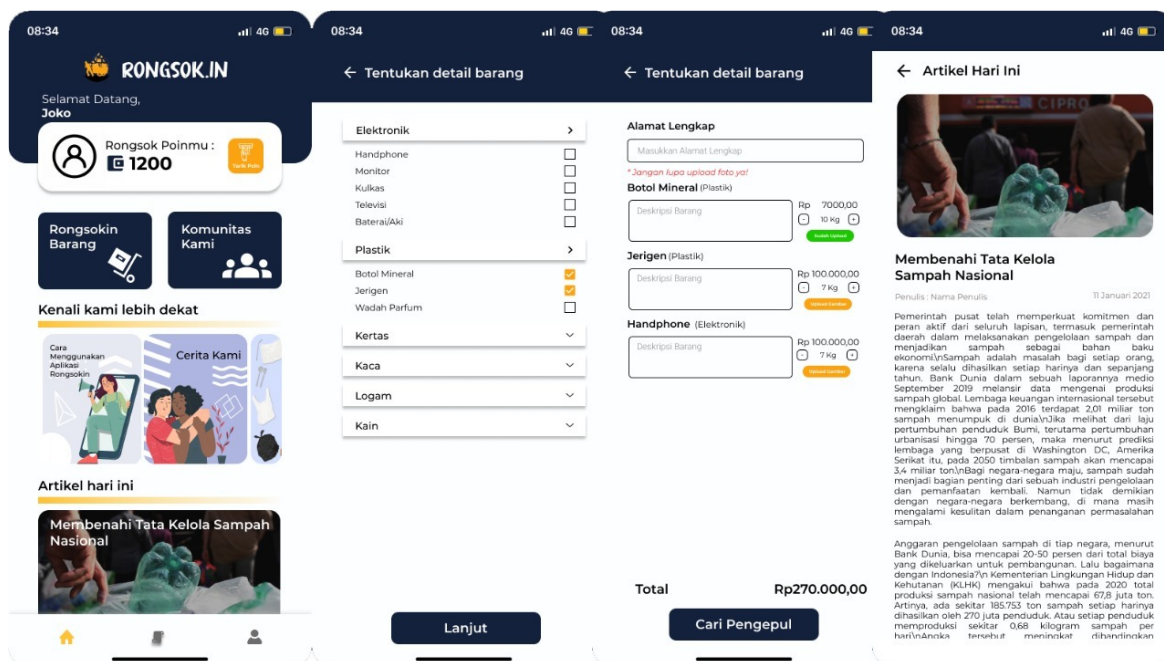 08:34
4G
RONGSOK.IN
Selamat Datang,
Joko
Rongsok Poinmu :
1200
Tarik Poin
Rongsokin
Barang
Komunitas
Kami
Kenali kami lebih dekat
Cara
Menggunakan
Aplikasi
Rongsokin
Cerita Kami
Artikel hari ini
Membenahi Tata Kelola Sampah
Nasional
08:34
4G
← Tentukan detail barang
Elektronik
Handphone
Monitor
Kulkas
Televisi
Baterai/Aki
Plastik
Botol Mineral
Jerigen
Wadah Parfum
Kertas
Kaca
Logam
Kain
Lanjut
08:34
4G
← Tentukan detail barang
Alamat Lengkap
Masukkan Alamat Lengkap
*Jangan lupa upload foto ya!
Botol Mineral (Plastik)
Deskripsi Barang
Rp 7000,00
- 10 Kg +
Sudah Upload
Jerigen (Plastik)
Deskripsi Barang
Rp 100.000,00
- 7 Kg +
Upload Gambar
Handphone (Elektronik)
Deskripsi Barang
Rp 100.000,00
- 7 Kg +
Upload Gambar
Total Rp270.000,00
Cari Pengepul
08:34
4G
← Artikel Hari Ini
CIPRO
Membenahi Tata Kelola
Sampah Nasional
Penulis : Nama Penulis
11 Januari 2021
Pemerintah pusat telah memperkuat komitmen dan
peran aktif dari seluruh lapisan, termasuk pemerintah
daerah dalam melaksanakan pengelolaan sampah dan
menjadikan sampah sebagai bahan baku
ekonomi\nSampah adalah masalah bagi setiap orang,
karena selalu dihasilkan setiap harinya dan sepanjang
tahun. Bank Dunia dalam sebuah laporannya medio
September 2019 melansir data mengenai produksi
sampah global. Lembaga keuangan internasional tersebut
mengklaim bahwa pada 2016 terdapat 2,01 miliar ton
sampah menumpuk di dunia\nJika melihat dari laju
pertumbuhan penduduk Bumi, terutama pertumbuhan
urbanisasi hingga 70 persen, maka menurut prediksi
lembaga yang berpusat di Washington DC, Amerika
Serikat itu, pada 2050 timbalan sampah akan mencapai
3,4 miliar ton.\nBagi negara-negara maju, sampah sudah
menjadi bagian penting dari sebuah industri pengelolaan
dan pemanfaatan kembali. Namun tidak demikian
dengan negara-negara berkembang, di mana masih
mengalami kesulitan dalam penanganan permasalahan
sampah.
Anggaran pengelolaan sampah di tiap negara, menurut
Bank Dunia, bisa mencapai 20-50 persen dari total biaya
yang dikeluarkan untuk pembangunan. Lalu bagaimana
dengan Indonesia?\n Kementerian Lingkungan Hidup dan
Kehutanan (KLHK) mengakui bahwa pada 2020 total
produksi sampah nasional telah mencapai 67,8 juta ton.
Artinya, ada sekitar 185.753 ton sampah setiap harinya
dihasilkan oleh 270 juta penduduk. Atau setiap penduduk
memproduksi sekitar 0,68 kilogram sampah per
hari\nAngka tersebut meningkat dibandingkan